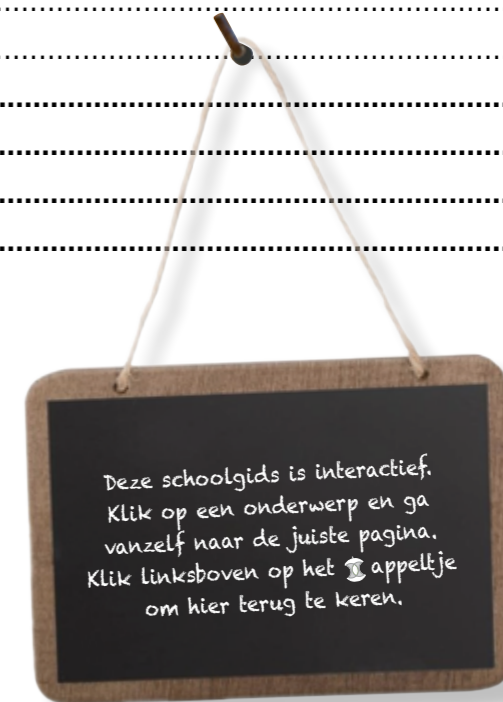 Deze schoolgids is interactief.
Klik op een onderwerp en ga
vanzelf naar de juiste pagina.
Klik linksboven op het appeltje
om hier terug te keren.